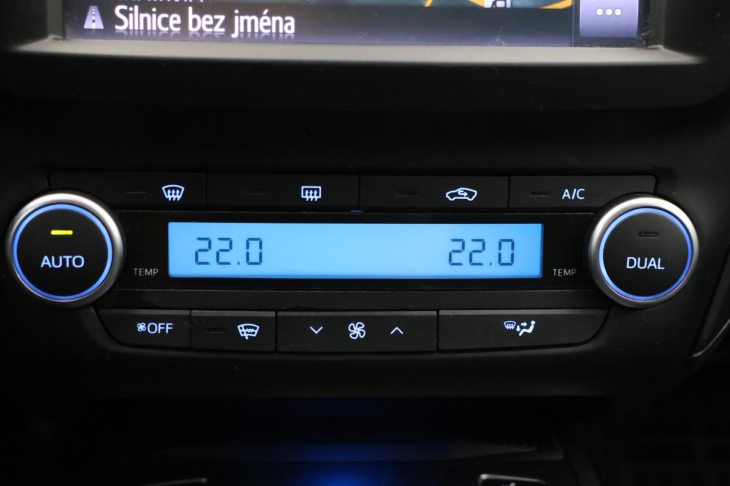 Silnice bez jména
A/C
AUTO
TEMP
22.0
22.0
TEMP
DUAL
OFF